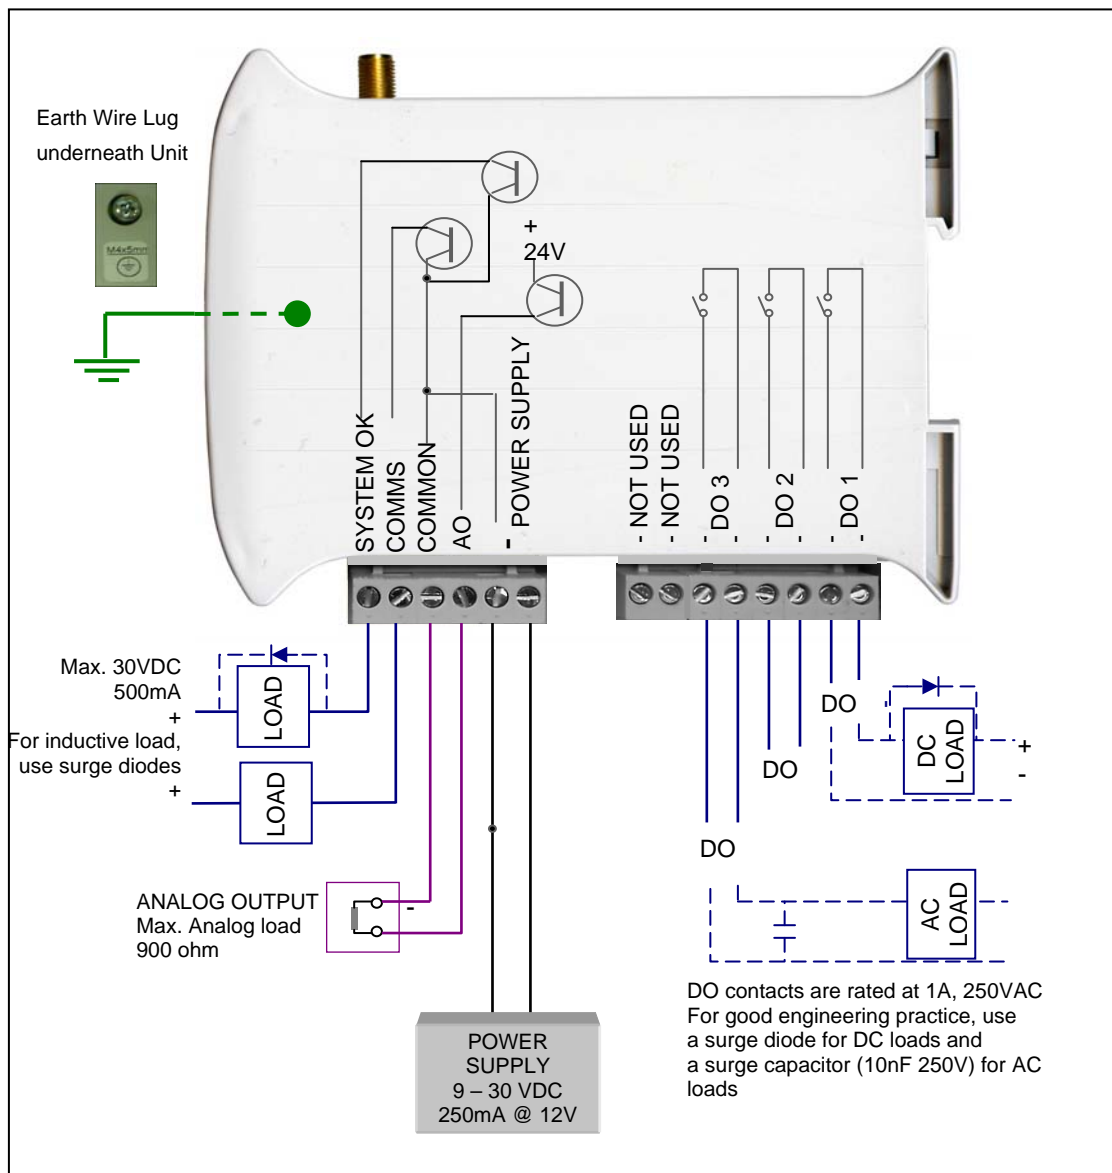 Earth Wire Lug
underneath Unit
M4x5mm
+
24V
SYSTEM OK
COMMS
COMMON
AO
- POWER SUPPLY
- NOT USED
- NOT USED
- DO 3 -
- DO 2 -
- DO 1 -
Max. 30VDC
500mA
+
For inductive load,
use surge diodes
+
LOAD
LOAD
ANALOG OUTPUT
Max. Analog load
900 ohm
-
POWER
SUPPLY
9 – 30 VDC
250mA @ 12V
DO
DO
DO
DC
LOAD
+
-
AC
LOAD
DO contacts are rated at 1A, 250VAC
For good engineering practice, use
a surge diode for DC loads and
a surge capacitor (10nF 250V) for AC
loads